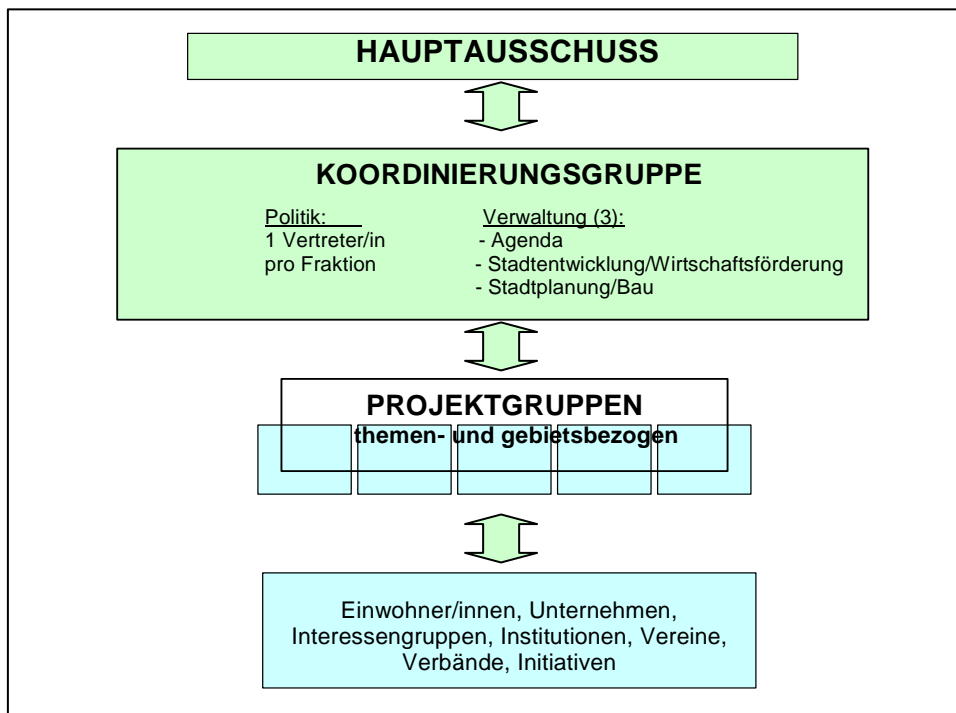 HAUPTAUSSCHUSS
KOORDINIERUNGSGRUPPE
Politik:
1 Vertreter/in
pro Fraktion
Verwaltung (3):
- Agenda
- Stadtentwicklung/Wirtschaftsförderung
- Stadtplanung/Bau
PROJEKTGRUPPEN
themen- und gebietsbezogen
Einwohner/innen, Unternehmen,
Interessengruppen, Institutionen, Vereine,
Verbände, Initiativen